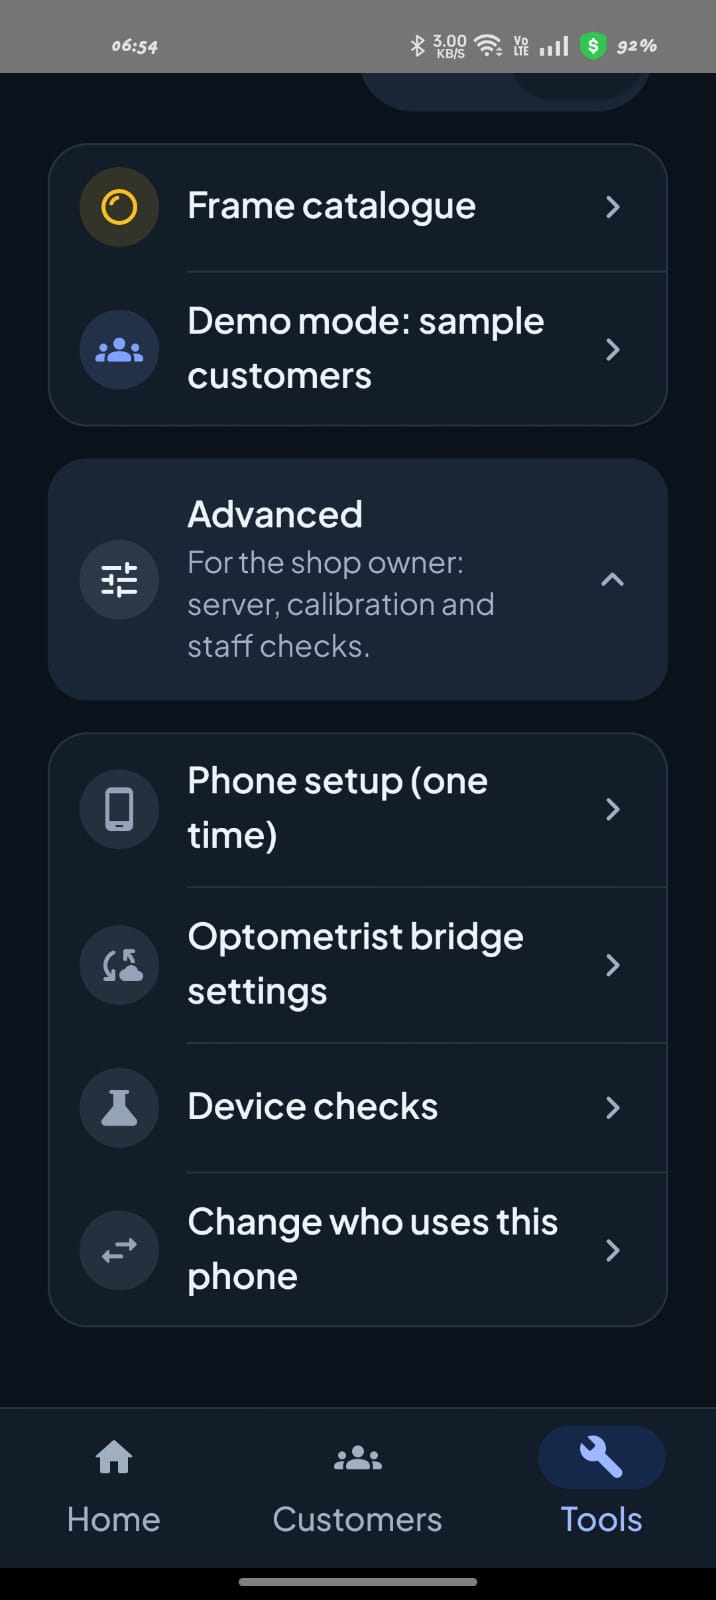 06:54
3.00
KB/S
Vo
LTE
$
92%
Frame catalogue
Demo mode: sample
customers
Advanced
For the shop owner:
server, calibration and
staff checks.
Phone setup (one
time)
Optometrist bridge
settings
Device checks
Change who uses this
phone
Home
Customers
Tools